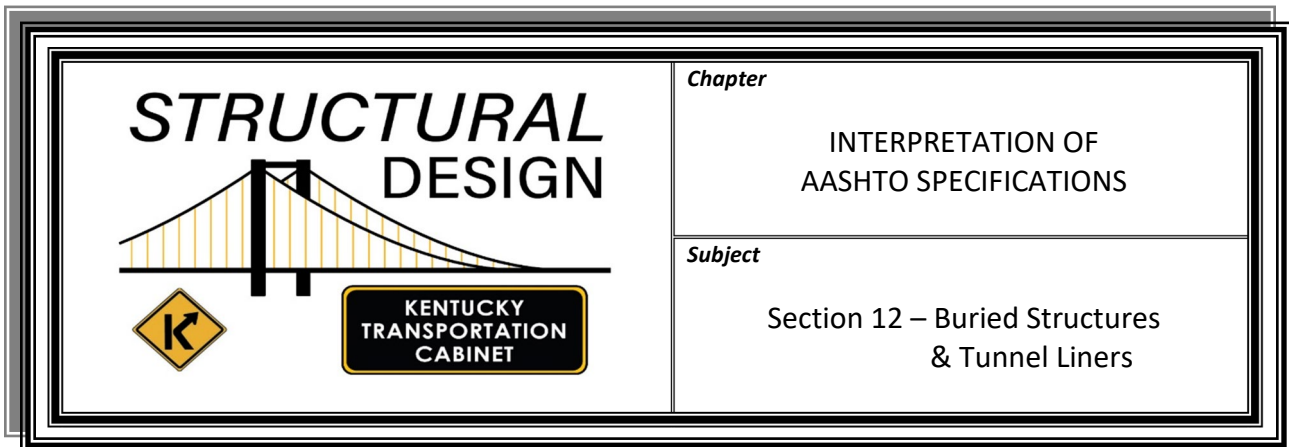 STRUCTURAL
DESIGN
K
KENTUCKY
TRANSPORTATION
CABINET
Chapter
INTERPRETATION OF
AASHTO SPECIFICATIONS
Subject
Section 12 – Buried Structures
& Tunnel Liners